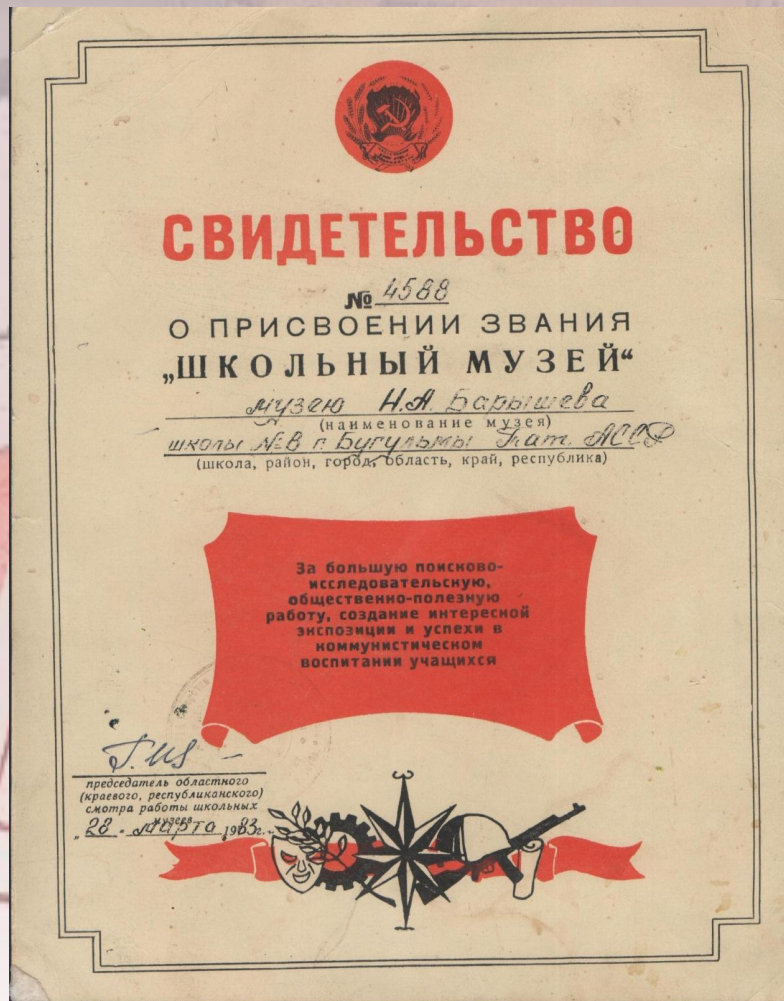 СВИДЕТЕЛЬСТВО
№ 4588
О ПРИСВОЕНИИ ЗВАНИЯ
„ШКОЛЬНЫЙ МУЗЕЙ“
музею Н.А. Барышева
(наименование музея)
школы №8 г. Бугульмы Тат. АССР
(школа, район, город, область, край, республика)
За большую поисково-
исследовательскую,
общественно-полезную
работу, создание интересной
экспозиции и успехи в
коммунистическом
воспитании учащихся
председатель областного
(краевого, республиканского)
смотра работы школьных
музеев
„28 " марта 1983г.